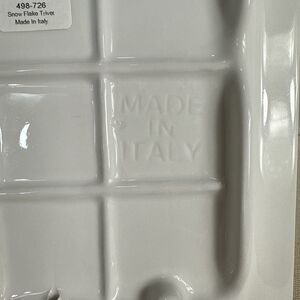 498-726
Snow Flake Trivet
Made In Italy
MADE
IN
ITALY